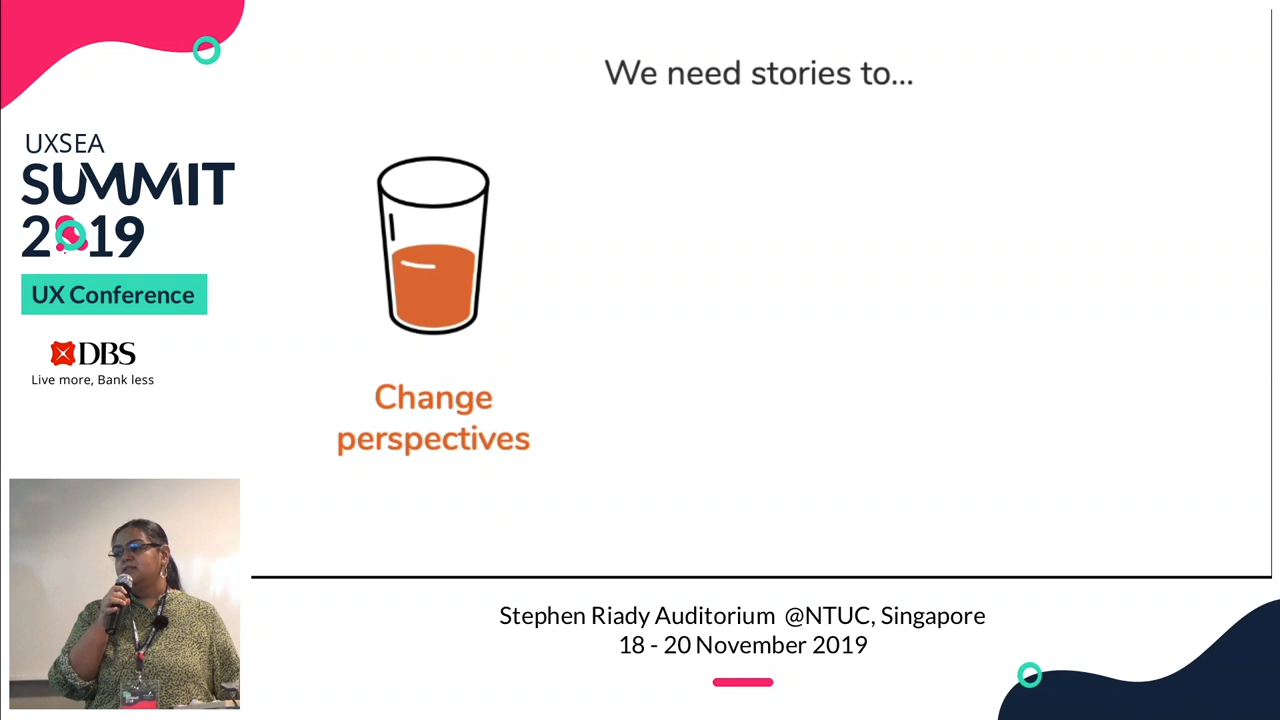 We need stories to...
UXSEA
SUMMIT
2019
UX Conference
DBS
Live more, Bank less
Change
perspectives
Stephen Riady Auditorium @NTUC, Singapore
18 - 20 November 2019